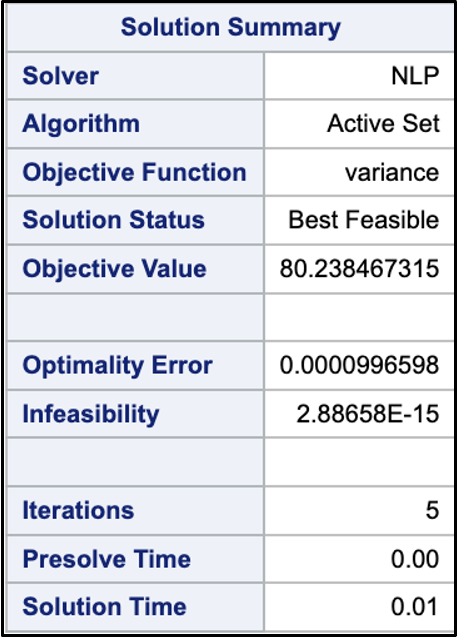 Solution Summary
Solver NLP
Algorithm Active Set
Objective Function variance
Solution Status Best Feasible
Objective Value 80.238467315
Optimality Error 0.0000996598
Infeasibility 2.88658E-15
Iterations 5
Presolve Time 0.00
Solution Time 0.01